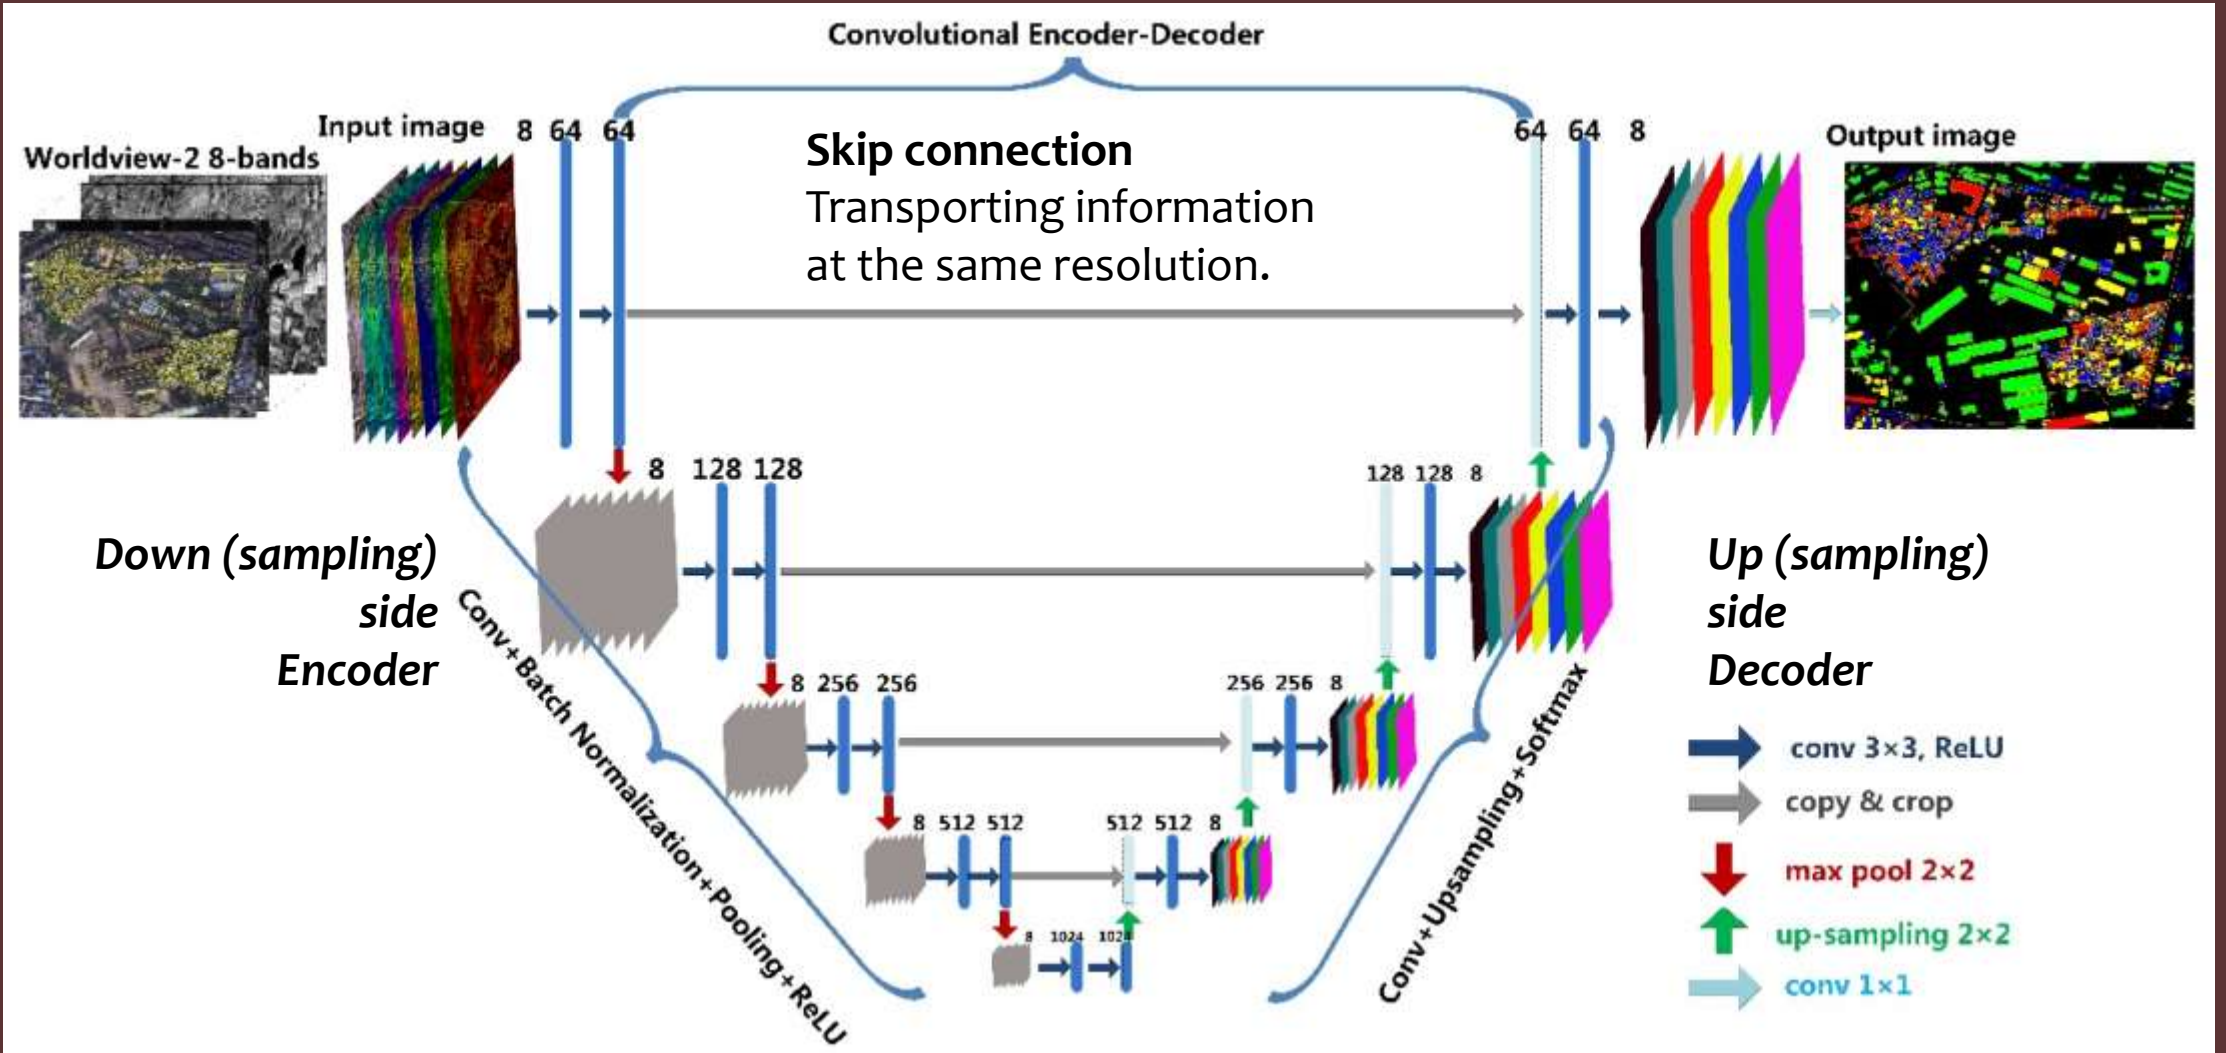 Convolutional Encoder-Decoder
Input image
8 64 64
Worldview-2 8-bands
Skip connection
Transporting information
at the same resolution.
64 64 8
Output image
8 128 128
128 128 8
Down (sampling)
side
Encoder
Up (sampling)
side
Decoder
Conv+Batch Normalization+Pooling+ReLU
Conv+Upsampling+Softmax
8 256 256
256 256 8
8 512 512
512 512 8
8 1024 1024
conv 3×3, ReLU
copy & crop
max pool 2×2
up-sampling 2×2
conv 1×1